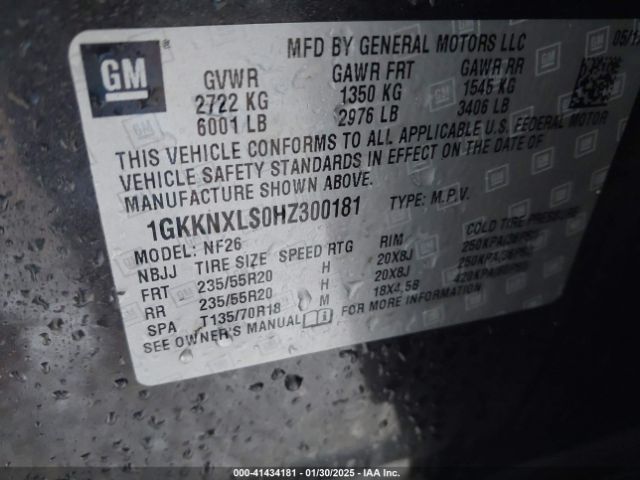 GM ®
MFD BY GENERAL MOTORS LLC
GVWR GAWR FRT GAWR RR
2722 KG 1350 KG 1545 KG
6001 LB 2976 LB 3406 LB
THIS VEHICLE CONFORMS TO ALL APPLICABLE U.S. FEDERAL MOTOR
VEHICLE SAFETY STANDARDS IN EFFECT ON THE DATE OF
MANUFACTURE SHOWN ABOVE.
1GKKNXLS0HZ300181 TYPE: M.P.V.
MODEL: NF26
NBJJ TIRE SIZE SPEED RTG RIM COLD TIRE PRESSURE
FRT 235/55R20 H 20X8J
RR 235/55R20 H 20X8J
SPA T135/70R18 M 18X4.5B
SEE OWNER'S MANUAL FOR MORE INFORMATION
ID:00-41434181 - 01/30/2025 - IAA Inc.